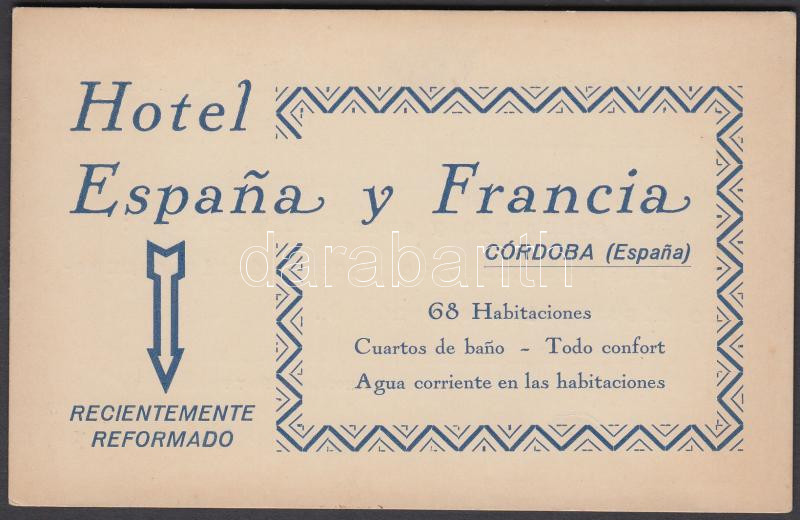 Hotel
España y Francia
CÓRDOBA (España)
68 Habitaciones
Cuartos de baño - Todo confort
Agua corriente en las habitaciones
RECIENTEMENTE
REFORMADO
darabanth